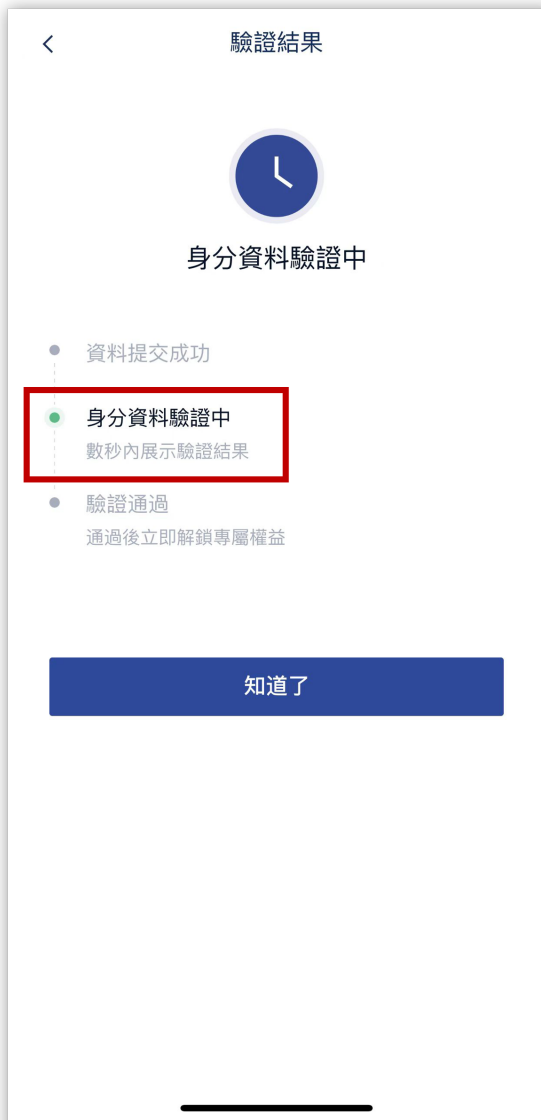 驗證結果
身分資料驗證中
資料提交成功
身分資料驗證中
數秒內展示驗證結果
驗證通過
通過後立即解鎖專屬權益
知道了